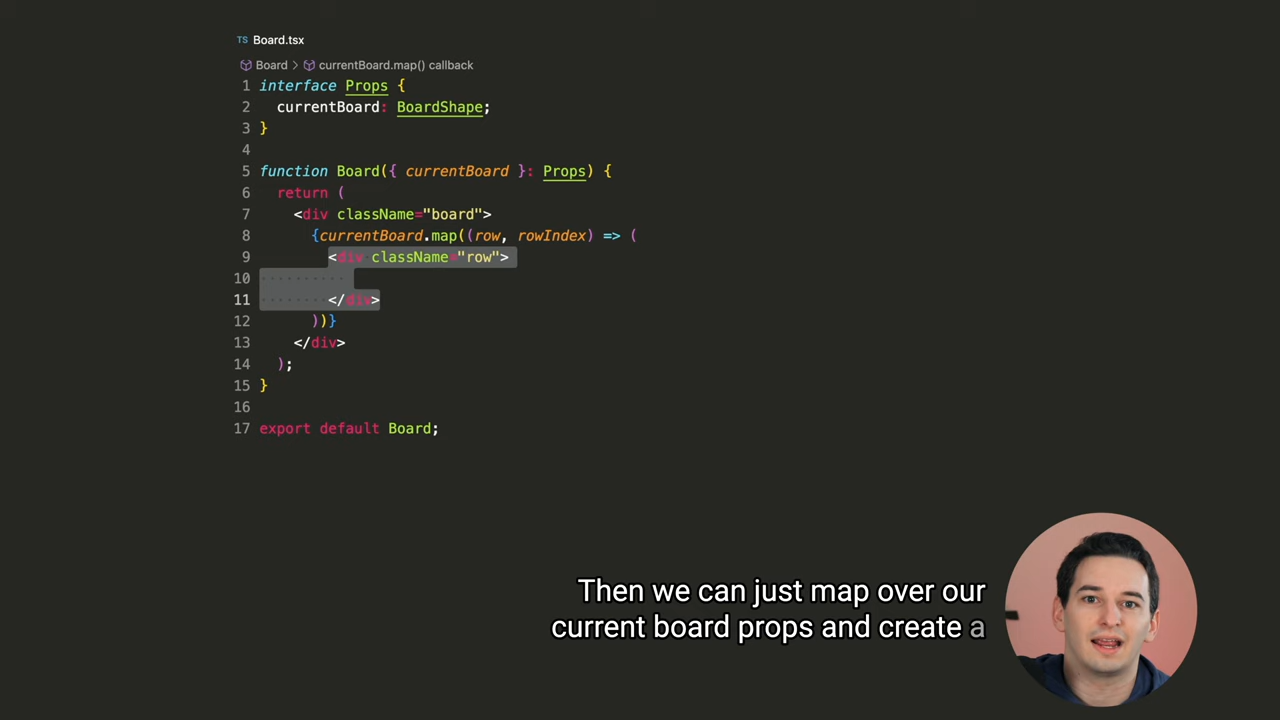 TS Board.tsx
Board > currentBoard.map() callback
1 interface Props {
2   currentBoard: BoardShape;
3 }
4
5 function Board({ currentBoard }: Props) {
6   return (
7     <div className="board">
8       {currentBoard.map((row, rowIndex) => (
9         <div className="row">
10
11         </div>
12       ))}
13     </div>
14   );
15 }
16
17 export default Board;
Then we can just map over our
current board props and create a